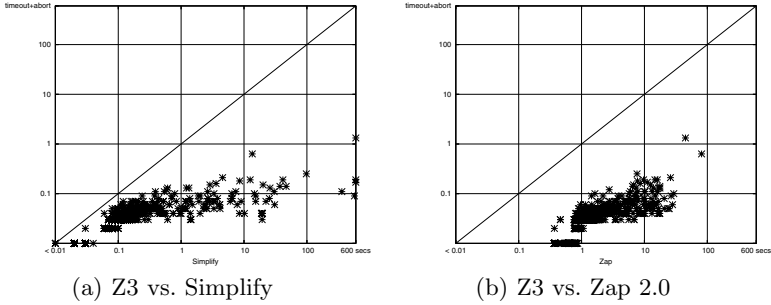 timeout+abort
100
10
1
0.1
< 0.01 0.1 1 10 100 600 secs
Simplify
(a) Z3 vs. Simplify
timeout+abort
100
10
1
0.1
< 0.01 0.1 1 10 100 600 secs
Zap
(b) Z3 vs. Zap 2.0